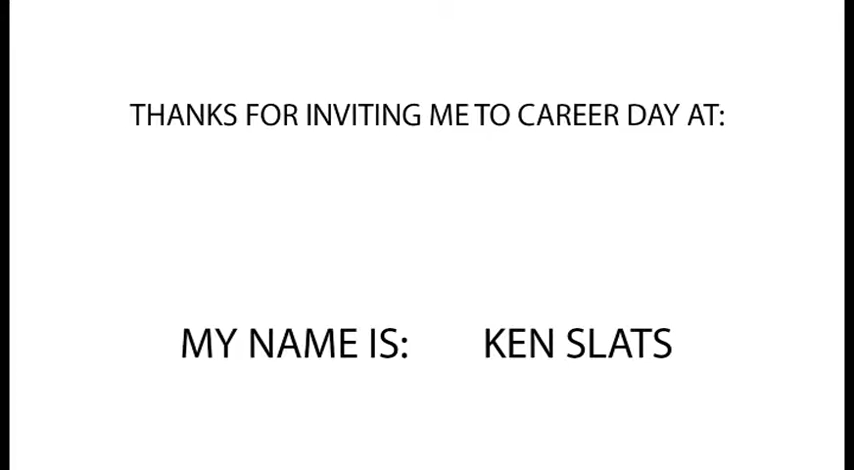 THANKS FOR INVITING ME TO CAREER DAY AT:
MY NAME IS: KEN SLATS